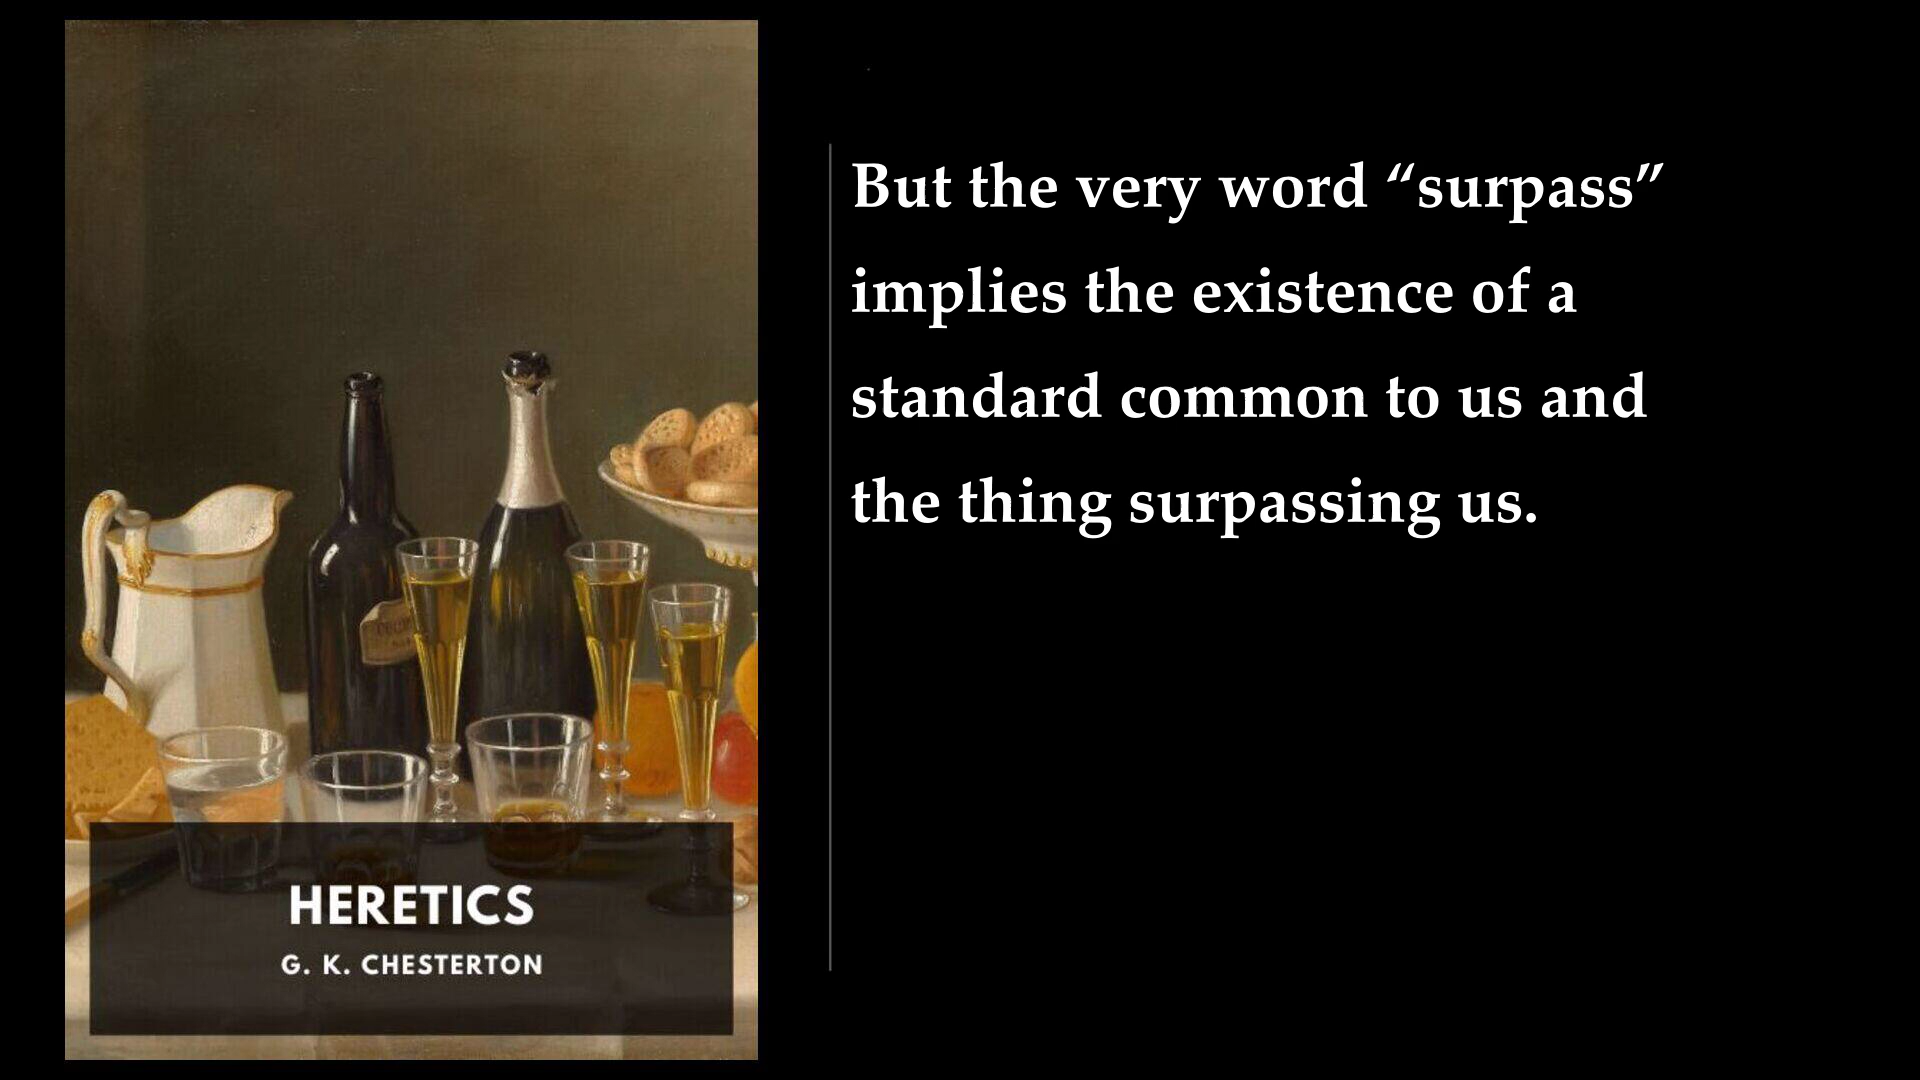 But the very word “surpass”
implies the existence of a
standard common to us and
the thing surpassing us.
HERETICS
G. K. CHESTERTON